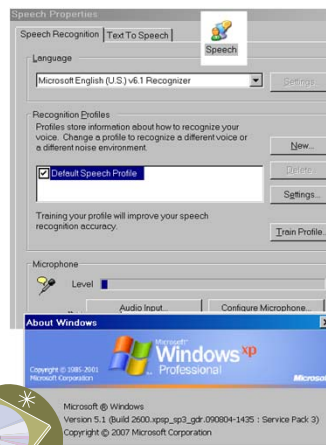 Speech Properties
Speech Recognition Text To Speech
Speech
Language
Microsoft English (U.S.) v6.1 Recognizer
Settings...
Recognition Profiles
Profiles store information about how to recognize your
voice. Change a profile to recognize a different voice or
a different noise environment.
New...
Default Speech Profile
Delete
Settings...
Training your profile will improve your speech
recognition accuracy.
Train Profile..
Microphone
Level
Audio Input...
Configure Microphone...
About Windows
Microsoft
Windows xp
Professional
Copyright © 1985-2001
Microsoft Corporation
Microsoft
Microsoft ® Windows
Version 5.1 (Build 2600.xpsp_sp3_gdr.090804-1435 : Service Pack 3)
Copyright © 2007 Microsoft Corporation